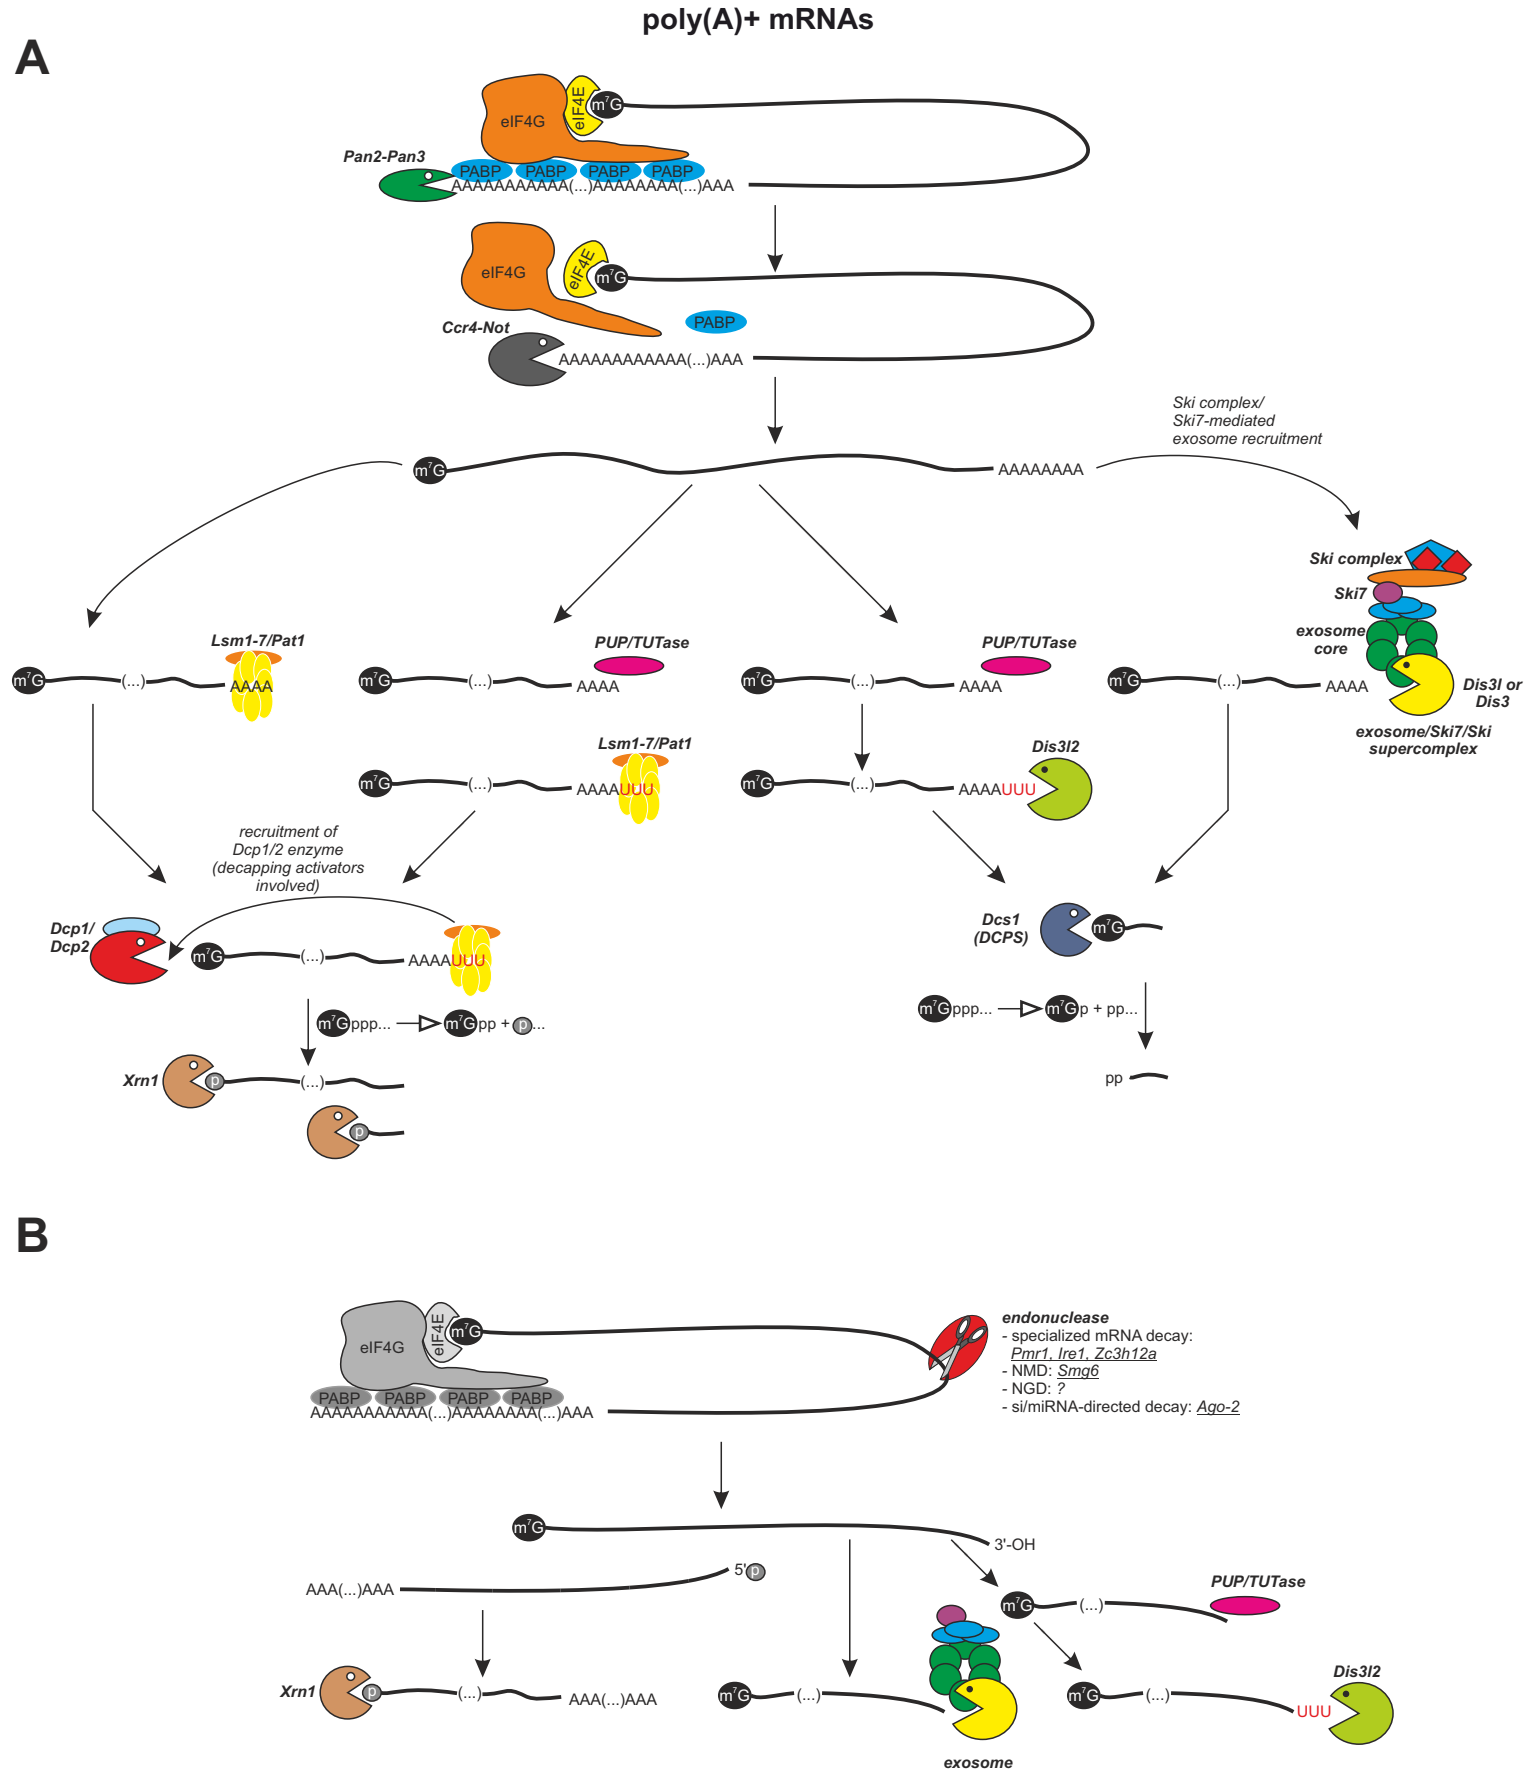 poly(A)+ mRNAs
A
eIF4G
eIF4E
m7G
Pan2-Pan3
PABP PABP PABP PABP
AAAAAAAAAAA(...)AAAAAAAA(...)AAA
eIF4G
eIF4E
m7G
Ccr4-Not
PABP
AAAAAAAAAAAA(...)AAA
Ski complex/
Ski7-mediated
exosome recruitment
m7G
AAAAAAAA
Ski complex
Ski7
exosome
core
Dis3l or
Dis3
exosome/Ski7/Ski
supercomplex
Lsm1-7/Pat1
m7G (...) AAAA
PUP/TUTase
m7G (...) AAAA
PUP/TUTase
m7G (...) AAAA
m7G (...) AAAA
Lsm1-7/Pat1
m7G (...) AAAAUUU
Dis3l2
m7G (...) AAAAUUU
recruitment of
Dcp1/2 enzyme
(decapping activators
involved)
Dcp1/
Dcp2
m7G (...) AAAAUUU
Dcs1
(DCPS)
m7G
m7Gppp... m7Gpp + p...
m7Gppp... m7Gp + pp...
Xrn1
p (...)
pp
p
B
eIF4G
eIF4E
m7G
PABP PABP PABP PABP
AAAAAAAAAAA(...)AAAAAAAA(...)AAA
endonuclease
- specialized mRNA decay:
Pmr1, Ire1, Zc3h12a
- NMD: Smg6
- NGD: ?
- si/miRNA-directed decay: Ago-2
m7G
3'-OH
5'p
AAA(...)AAA
PUP/TUTase
m7G (...)
Xrn1
p (...) AAA(...)AAA
m7G (...)
exosome
Dis3l2
m7G (...) UUU